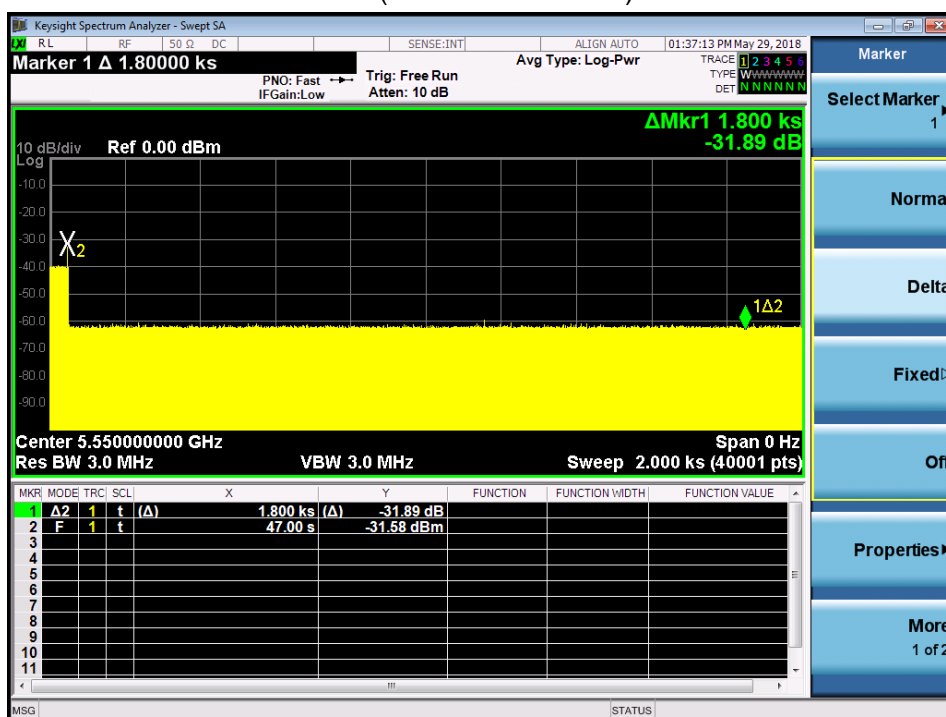 Keysight Spectrum Analyzer - Swept SA
LXI RL RF 50 Ω DC SENSE:INT ALIGN AUTO 01:37:13 PM May 29, 2018
Marker 1 Δ 1.80000 ks
PNO: Fast
IFGain:Low
Trig: Free Run
Atten: 10 dB
Avg Type: Log-Pwr
TRACE 1 2 3 4 5 6
TYPE WWWWWW
DET N N N N N N
ΔMkr1 1.800 ks
-31.89 dB
10 dB/div Ref 0.00 dBm
Log
-10.0
-20.0
-30.0
X2
-40.0
-50.0
1Δ2
-60.0
-70.0
-80.0
-90.0
Center 5.550000000 GHz Span 0 Hz
Res BW 3.0 MHz VBW 3.0 MHz Sweep 2.000 ks (40001 pts)
MKR MODE TRC SCL X Y FUNCTION FUNCTION WIDTH FUNCTION VALUE
1 Δ2 1 t (Δ) 1.800 ks (Δ) -31.89 dB
2 F 1 t 47.00 s -31.58 dBm
3
4
5
6
7
8
9
10
11
MSG STATUS
Marker
Select Marker
1
Norma
Delta
Fixed
Off
Properties
More
1 of 2